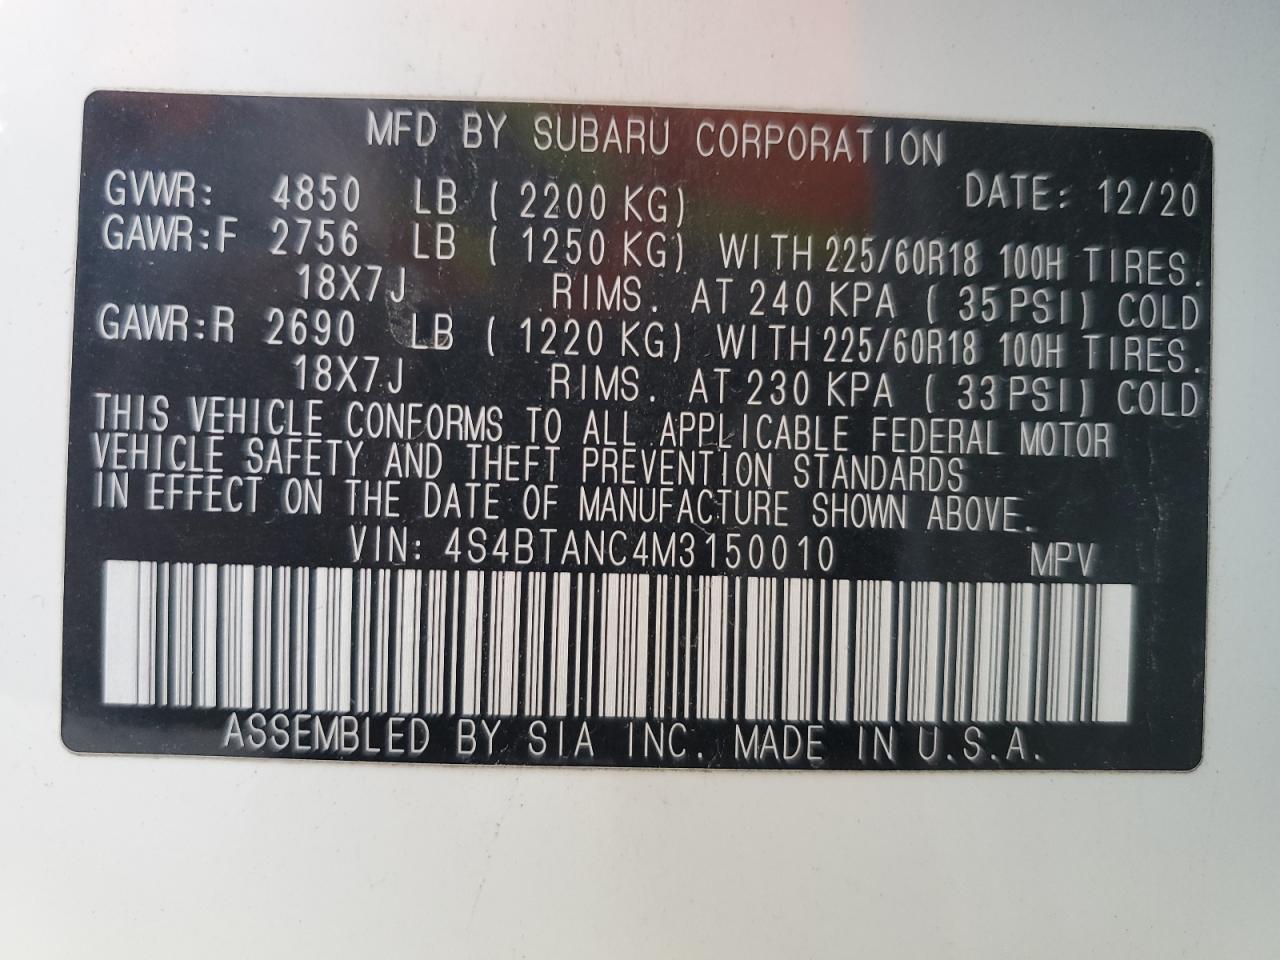 MFD BY SUBARU CORPORATION
GVWR: 4850 LB ( 2200 KG) DATE: 12/20
GAWR:F 2756 LB ( 1250 KG) WITH 225/60R18 100H TIRES.
18X7J RIMS. AT 240 KPA ( 35PSI) COLD
GAWR:R 2690 LB ( 1220 KG) WITH 225/60R18 100H TIRES.
18X7J RIMS. AT 230 KPA ( 33PSI) COLD
THIS VEHICLE CONFORMS TO ALL APPLICABLE FEDERAL MOTOR
VEHICLE SAFETY AND THEFT PREVENTION STANDARDS
IN EFFECT ON THE DATE OF MANUFACTURE SHOWN ABOVE.
VIN: 4S4BTANC4M3150010 MPV
ASSEMBLED BY SIA INC. MADE IN U.S.A.